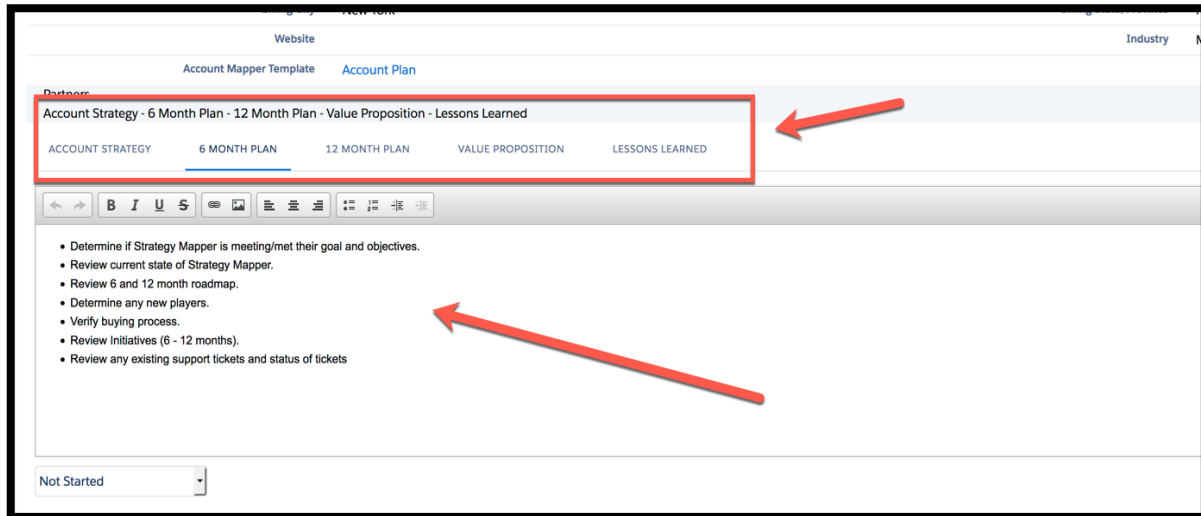 Website
Industry
Account Mapper Template Account Plan
Partners
Account Strategy - 6 Month Plan - 12 Month Plan - Value Proposition - Lessons Learned
ACCOUNT STRATEGY 6 MONTH PLAN 12 MONTH PLAN VALUE PROPOSITION LESSONS LEARNED
B I U S
• Determine if Strategy Mapper is meeting/met their goal and objectives.
• Review current state of Strategy Mapper.
• Review 6 and 12 month roadmap.
• Determine any new players.
• Verify buying process.
• Review Initiatives (6 - 12 months).
• Review any existing support tickets and status of tickets
Not Started